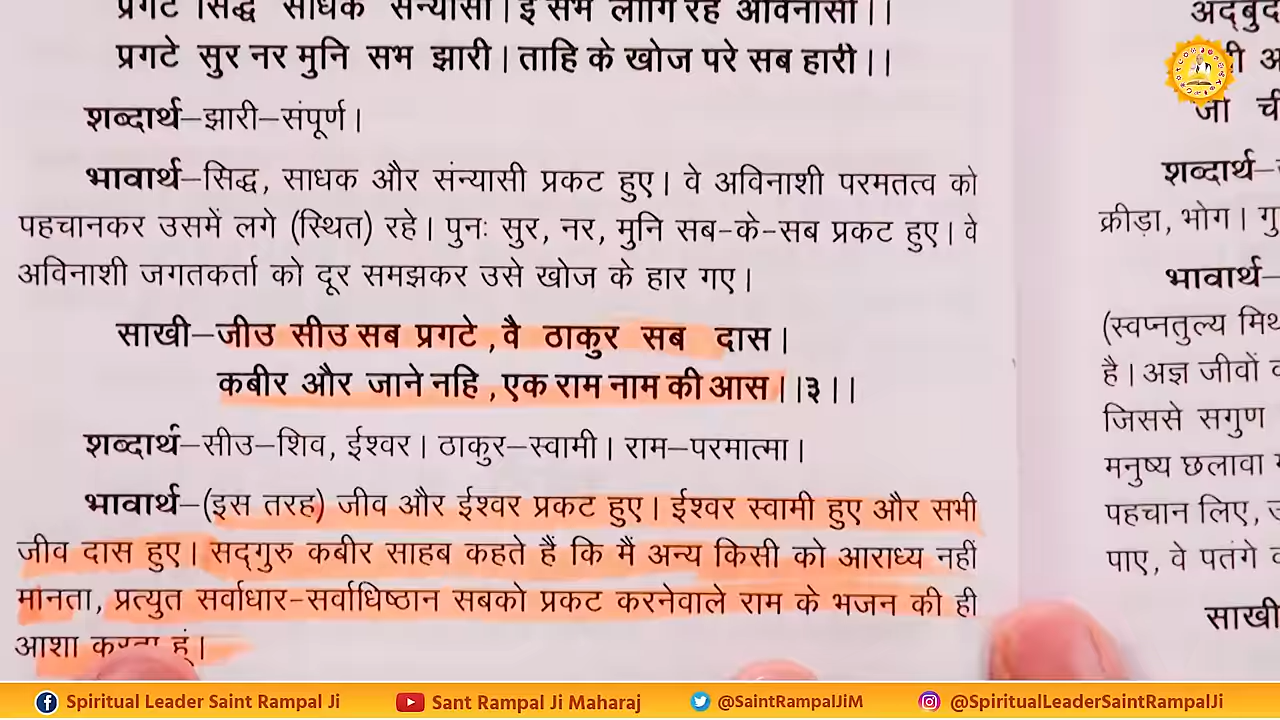 प्रगटे सिद्ध साधक सन्यासी। ई सभ लागि रहे अविनासी।।
प्रगटे सुर नर मुनि सभ झारी। ताहि के खोज परे सब हारी।।
शब्दार्थ–झारी–संपूर्ण।
भावार्थ–सिद्ध, साधक और संन्यासी प्रकट हुए। वे अविनाशी परमतत्व को
पहचानकर उसमें लगे (स्थित) रहे। पुनः सुर, नर, मुनि सब-के-सब प्रकट हुए। वे
अविनाशी जगतकर्ता को दूर समझकर उसे खोज के हार गए।
साखी–जीउ सीउ सब प्रगटे ,वै ठाकुर सब दास।
कबीर और जाने नहि ,एक राम नाम की आस।।३।।
शब्दार्थ–सीउ–शिव, ईश्वर। ठाकुर–स्वामी। राम–परमात्मा।
भावार्थ–(इस तरह) जीव और ईश्वर प्रकट हुए। ईश्वर स्वामी हुए और सभी
जीव दास हुए। सद्गुरु कबीर साहब कहते हैं कि मैं अन्य किसी को आराध्य नहीं
मानता, प्रत्युत सर्वाधार-सर्वाधिष्ठान सबको प्रकट करनेवाले राम के भजन की ही
आशा करता हूं।
जो
शब्दार्थ–
क्रीड़ा, भोग।
भावार्थ–
(स्वप्नतुल्य
है। अज्ञ जीवों
जिससे सगुण
मनुष्य छलावा
पहचान लिए,
पाए, वे पतंगे
साखी
Spiritual Leader Saint Rampal Ji
Sant Rampal Ji Maharaj
@SaintRampalJiM
@SpiritualLeaderSaintRampalJi